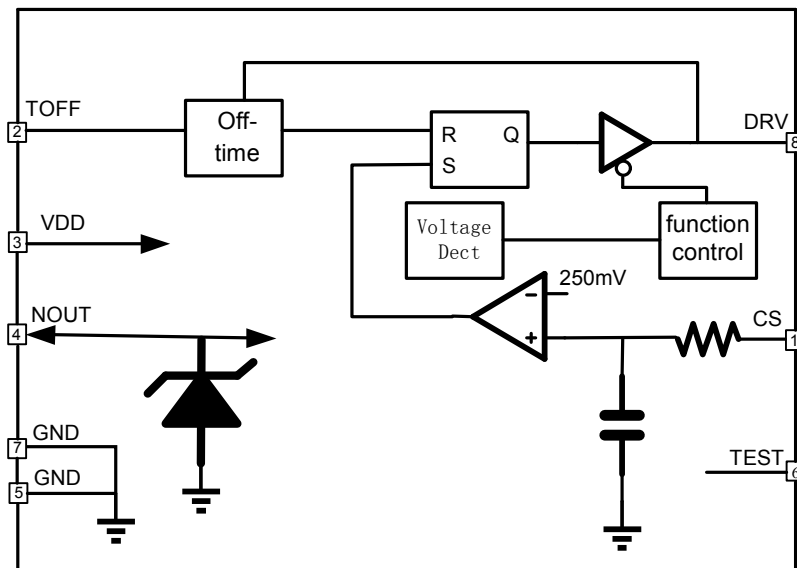 TOFF
2
Off-
time
R
Q
S
DRV
8
VDD
3
Voltage
Dect
function
control
250mV
-
+
NOUT
4
CS
1
GND
7
GND
5
TEST
6